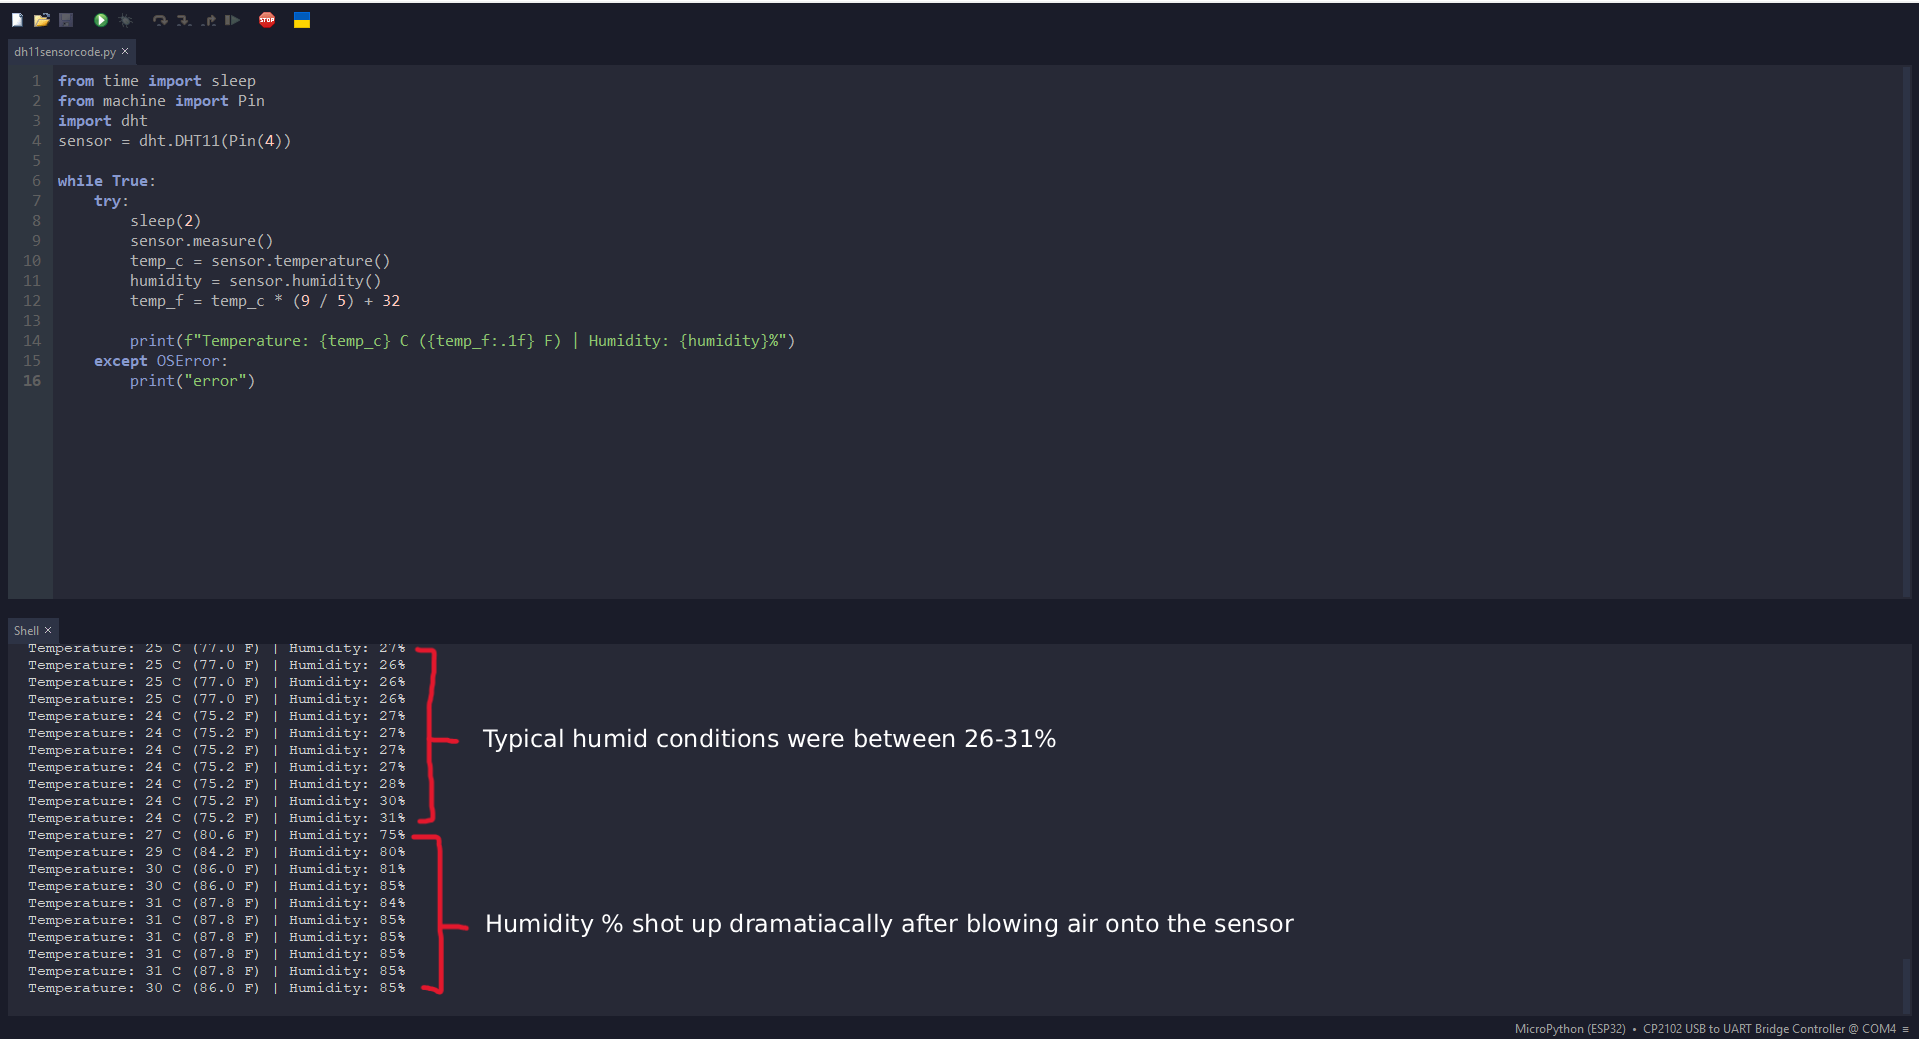 STOP
dh11sensorcode.py ×
1 from time import sleep
2 from machine import Pin
3 import dht
4 sensor = dht.DHT11(Pin(4))
5
6 while True:
7     try:
8         sleep(2)
9         sensor.measure()
10         temp_c = sensor.temperature()
11         humidity = sensor.humidity()
12         temp_f = temp_c * (9 / 5) + 32
13
14         print(f"Temperature: {temp_c} C ({temp_f:.1f} F) | Humidity: {humidity}%")
15     except OSError:
16         print("error")
Shell ×
Temperature: 25 C (77.0 F) | Humidity: 27%
Temperature: 25 C (77.0 F) | Humidity: 26%
Temperature: 25 C (77.0 F) | Humidity: 26%
Temperature: 25 C (77.0 F) | Humidity: 26%
Temperature: 24 C (75.2 F) | Humidity: 27%
Temperature: 24 C (75.2 F) | Humidity: 27%
Temperature: 24 C (75.2 F) | Humidity: 27%
Temperature: 24 C (75.2 F) | Humidity: 27%
Temperature: 24 C (75.2 F) | Humidity: 28%
Temperature: 24 C (75.2 F) | Humidity: 30%
Temperature: 24 C (75.2 F) | Humidity: 31%
Typical humid conditions were between 26-31%
Temperature: 27 C (80.6 F) | Humidity: 75%
Temperature: 29 C (84.2 F) | Humidity: 80%
Temperature: 30 C (86.0 F) | Humidity: 81%
Temperature: 30 C (86.0 F) | Humidity: 85%
Temperature: 31 C (87.8 F) | Humidity: 84%
Temperature: 31 C (87.8 F) | Humidity: 85%
Temperature: 31 C (87.8 F) | Humidity: 85%
Temperature: 31 C (87.8 F) | Humidity: 85%
Temperature: 31 C (87.8 F) | Humidity: 85%
Temperature: 30 C (86.0 F) | Humidity: 85%
Humidity % shot up dramatiacally after blowing air onto the sensor
MicroPython (ESP32) • CP2102 USB to UART Bridge Controller @ COM4 ≡